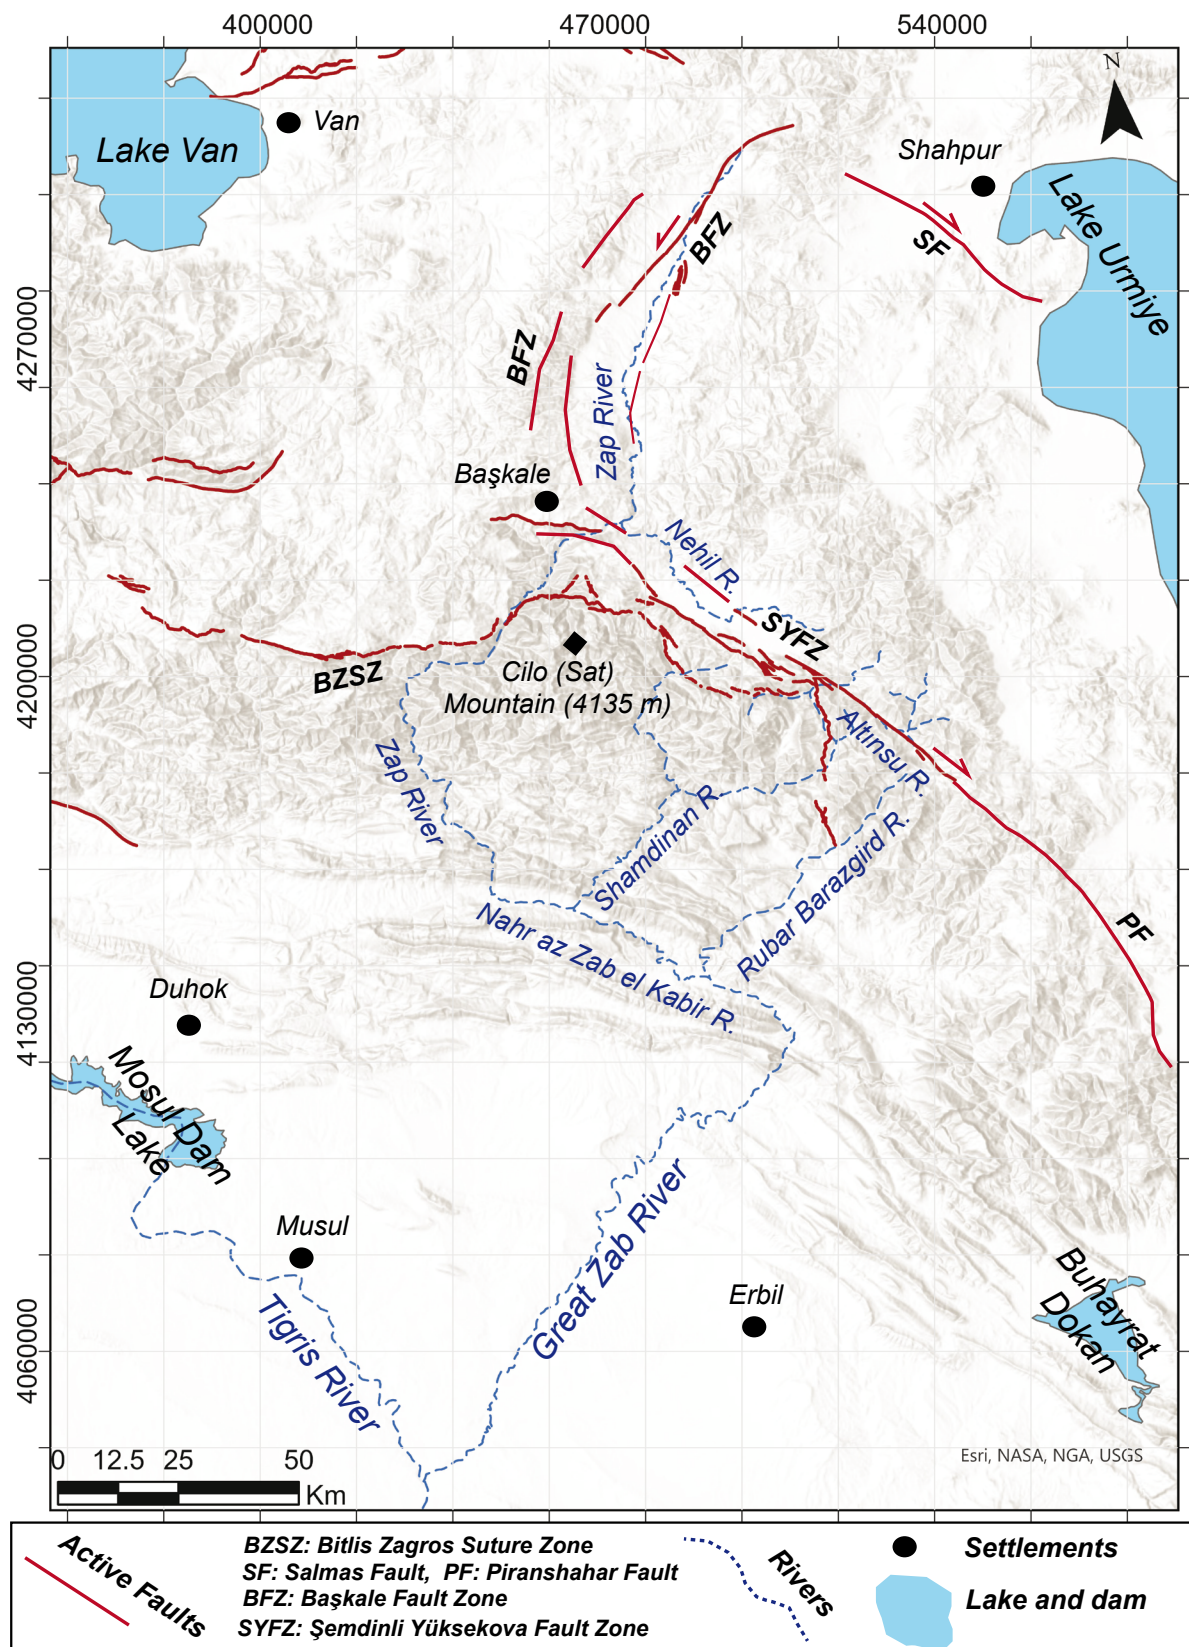 400000
470000
540000
N
Van
Lake Van
Shahpur
Lake Urmiye
SF
BFZ
4270000
BFZ
Zap River
Başkale
Nehil R.
SYFZ
BZSZ
Cilo (Sat)
Mountain (4135 m)
4200000
Altınsu R.
Zap River
Shamdinan R.
Rubar Barazgird R.
PF
Nahr az Zab el Kabir R.
Duhok
4130000
Mosul Dam
Lake
Musul
Great Zab River
Erbil
Buhayrat
Dokan
Tigris River
4060000
Esri, NASA, NGA, USGS
0 12.5 25 50
Km
Active Faults
BZSZ: Bitlis Zagros Suture Zone
SF: Salmas Fault, PF: Piranshahar Fault
BFZ: Başkale Fault Zone
SYFZ: Şemdinli Yüksekova Fault Zone
Rivers
Settlements
Lake and dam